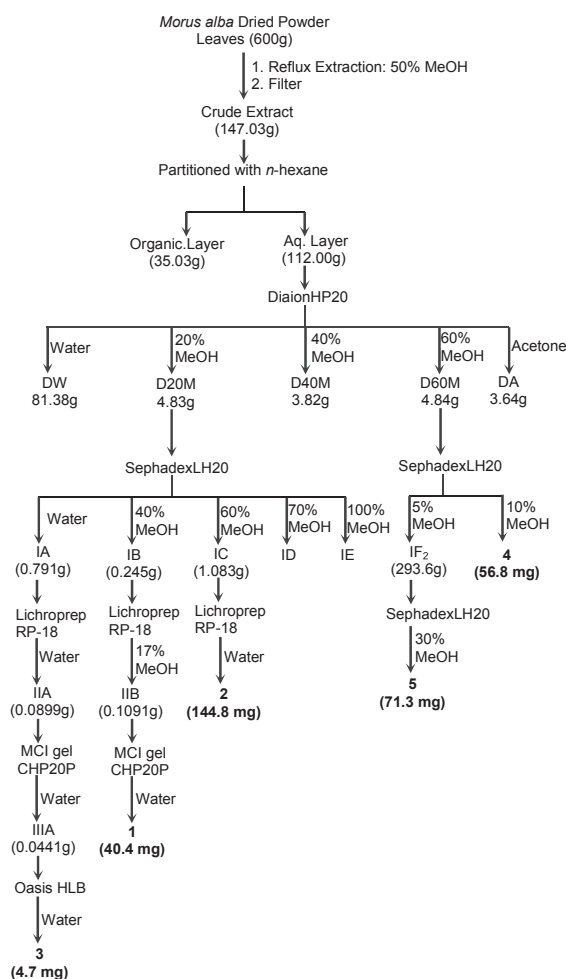 Morus alba Dried Powder
Leaves (600g)
1. Reflux Extraction: 50% MeOH
2. Filter
Crude Extract
(147.03g)
Partitioned with n-hexane
Organic.Layer
(35.03g)
Aq. Layer
(112.00g)
DiaionHP20
Water
20%
MeOH
40%
MeOH
60%
MeOH
Acetone
DW
81.38g
D20M
4.83g
D40M
3.82g
D60M
4.84g
DA
3.64g
SephadexLH20
SephadexLH20
Water
40%
MeOH
60%
MeOH
70%
MeOH
100%
MeOH
5%
MeOH
10%
MeOH
IA
(0.791g)
IB
(0.245g)
IC
(1.083g)
ID
IE
IF₂
(293.6g)
4
(56.8 mg)
Lichroprep
RP-18
Lichroprep
RP-18
Lichroprep
RP-18
SephadexLH20
Water
17%
MeOH
Water
30%
MeOH
IIA
(0.0899g)
IIB
(0.1091g)
2
(144.8 mg)
5
(71.3 mg)
MCI gel
CHP20P
MCI gel
CHP20P
Water
Water
IIIA
(0.0441g)
1
(40.4 mg)
Oasis HLB
Water
3
(4.7 mg)